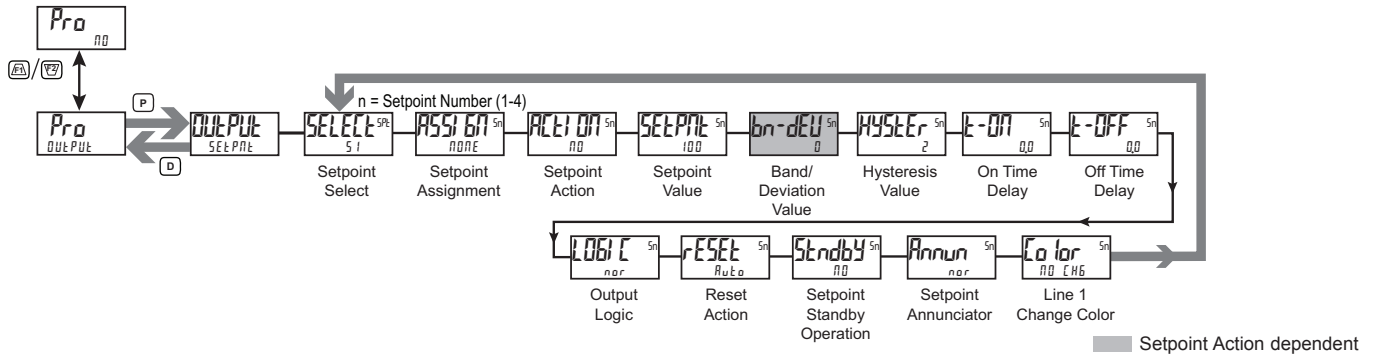 Pro
NO
F1/F2
Pro
OUtPUt
P
D
OUtPUt
SEtPNt
n = Setpoint Number (1-4)
SELECt SPt
S1
Setpoint
Select
ASSIGN Sn
NONE
Setpoint
Assignment
ACtION Sn
NO
Setpoint
Action
SEtPNt Sn
100
Setpoint
Value
bn-dEV Sn
0
Band/
Deviation
Value
HYStEr Sn
2
Hysteresis
Value
t-ON Sn
0.0
On Time
Delay
t-OFF Sn
0.0
Off Time
Delay
LOGIC Sn
nor
Output
Logic
rESEt Sn
Auto
Reset
Action
Stndby Sn
NO
Setpoint
Standby
Operation
Annun Sn
nor
Setpoint
Annunciator
Color Sn
NO CHG
Line 1
Change Color
Setpoint Action dependent